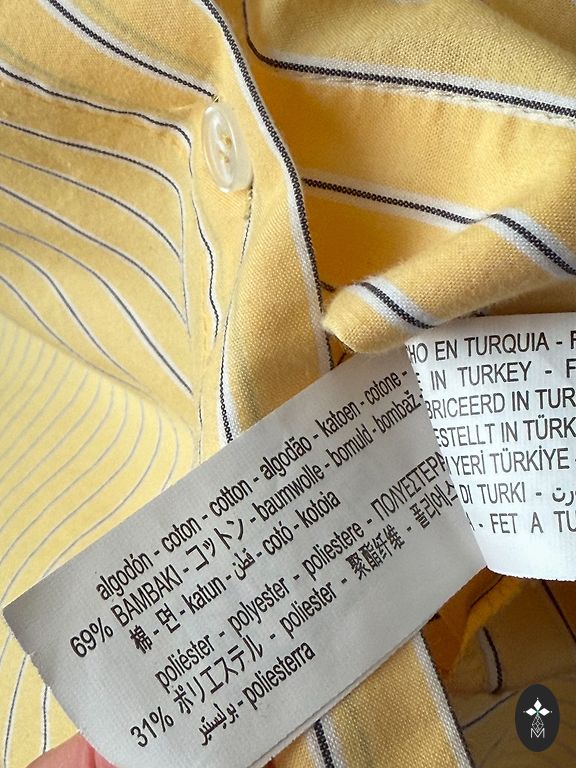 algodón - coton - cotton - algodão - katoen - cotone -
69% BAMBAKI - コットン - baumwolle - bomuld - bombaž
棉 - 면 - katun - قطن - cotó - kotoia
poliéster - polyester - poliestere - ΠΟΛΥΕΣΤΕΡ
31% ポリエステル - poliester - 聚酯纤维 - 폴리에스
بوليستير - poliesterra
HO EN TURQUIA - F
IN TURKEY - F
BRICEERD IN TUR
ESTELLT IN TÜRK
YERİ TÜRKİYE
DI TURKI -
A - FET A TU
M